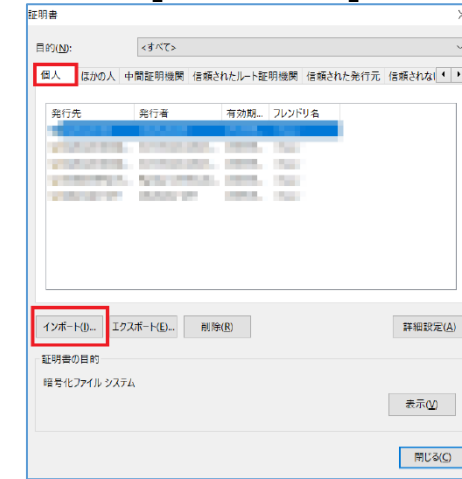 証明書
目的(N): <すべて>
個人 ほかの人 中間証明機関 信頼されたルート証明機関 信頼された発行元 信頼されな
発行先 発行者 有効期... フレンドリ名
インポート(I)... エクスポート(E)... 削除(R) 詳細設定(A)
証明書の目的
暗号化ファイル システム
表示(V)
閉じる(C)